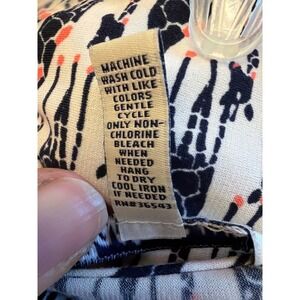 MACHINE
WASH COLD
WITH LIKE
COLORS
GENTLE
CYCLE
ONLY NON-
CHLORINE
BLEACH
WHEN
NEEDED
HANG
TO DRY
COOL IRON
IF NEEDED
RN#36543